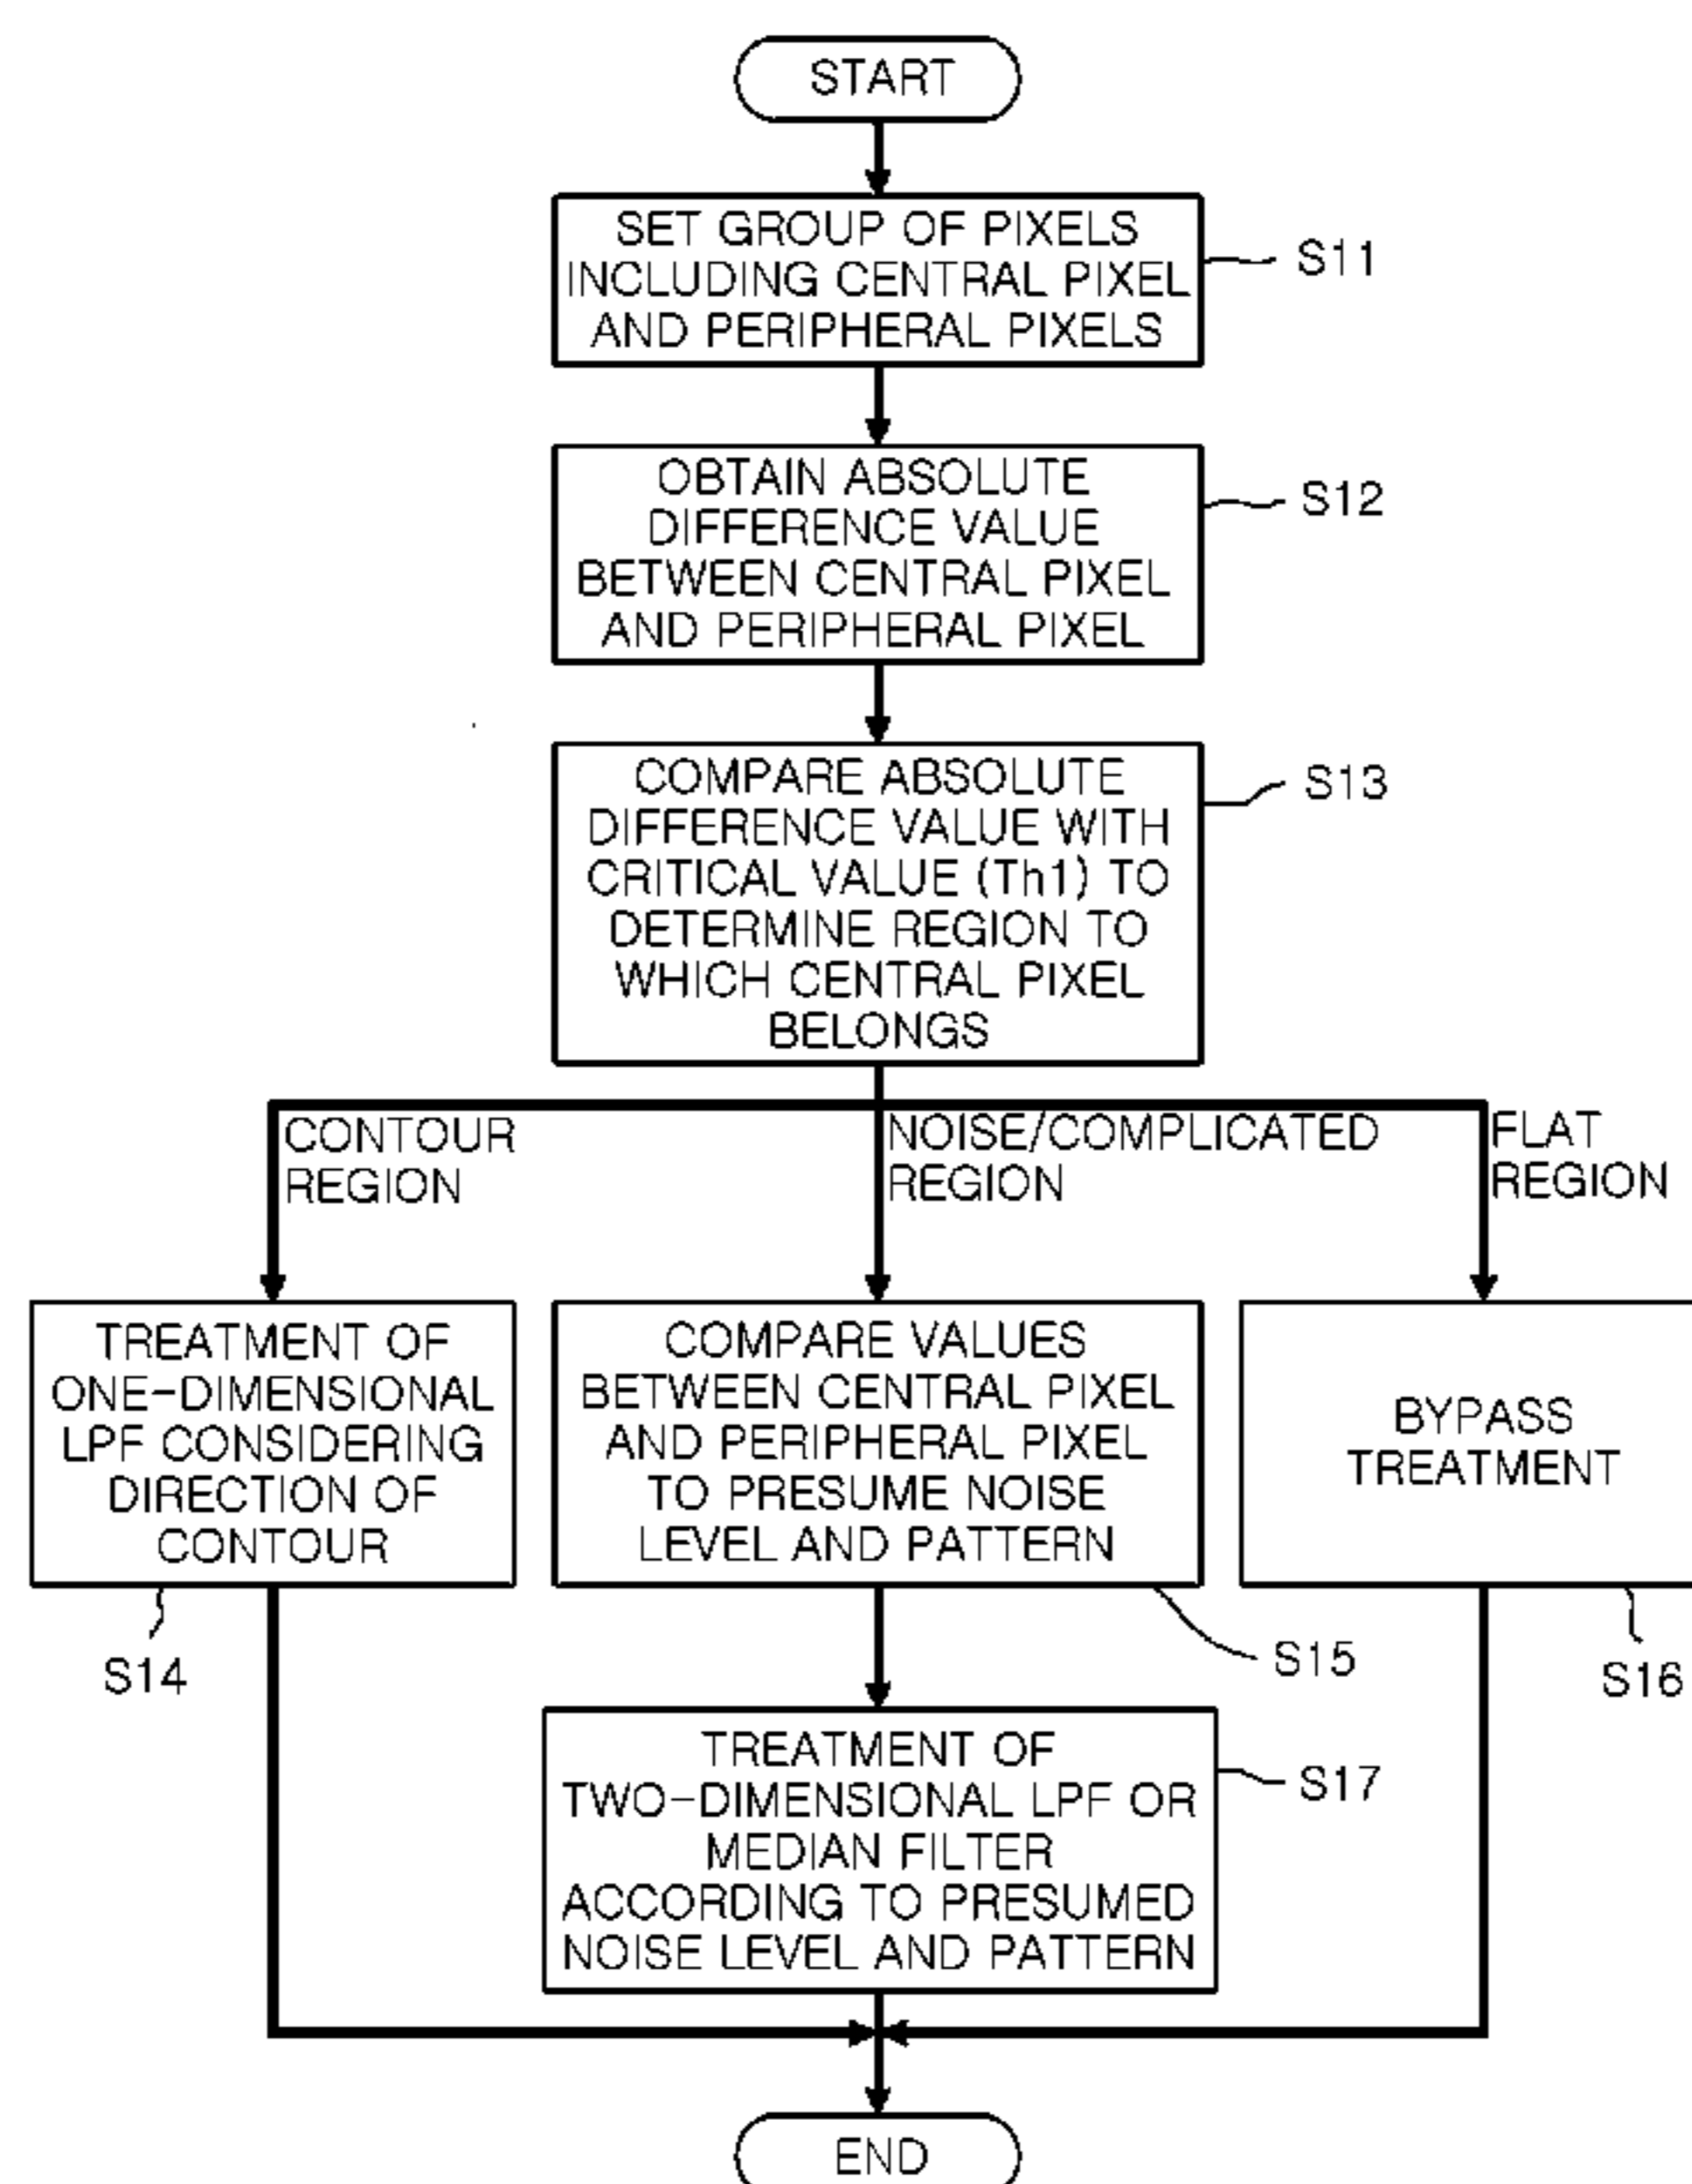 START
SET GROUP OF PIXELS
INCLUDING CENTRAL PIXEL
AND PERIPHERAL PIXELS
S11
OBTAIN ABSOLUTE
DIFFERENCE VALUE
BETWEEN CENTRAL PIXEL
AND PERIPHERAL PIXEL
S12
COMPARE ABSOLUTE
DIFFERENCE VALUE WITH
CRITICAL VALUE (Th1) TO
DETERMINE REGION TO
WHICH CENTRAL PIXEL
BELONGS
S13
CONTOUR
REGION
NOISE/COMPLICATED
REGION
FLAT
REGION
TREATMENT OF
ONE-DIMENSIONAL
LPF CONSIDERING
DIRECTION OF
CONTOUR
S14
COMPARE VALUES
BETWEEN CENTRAL PIXEL
AND PERIPHERAL PIXEL
TO PRESUME NOISE
LEVEL AND PATTERN
S15
BYPASS
TREATMENT
S16
TREATMENT OF
TWO-DIMENSIONAL LPF OR
MEDIAN FILTER
ACCORDING TO PRESUMED
NOISE LEVEL AND PATTERN
S17
END